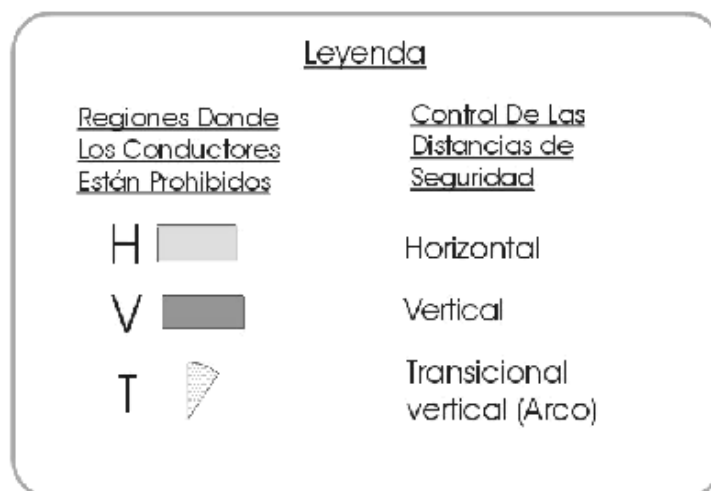 Leyenda
Regiones Donde
Los Conductores
Están Prohibidos
Control De Las
Distancias de
Seguridad
H
Horizontal
V
Vertical
T
Transicional
vertical (Arco)